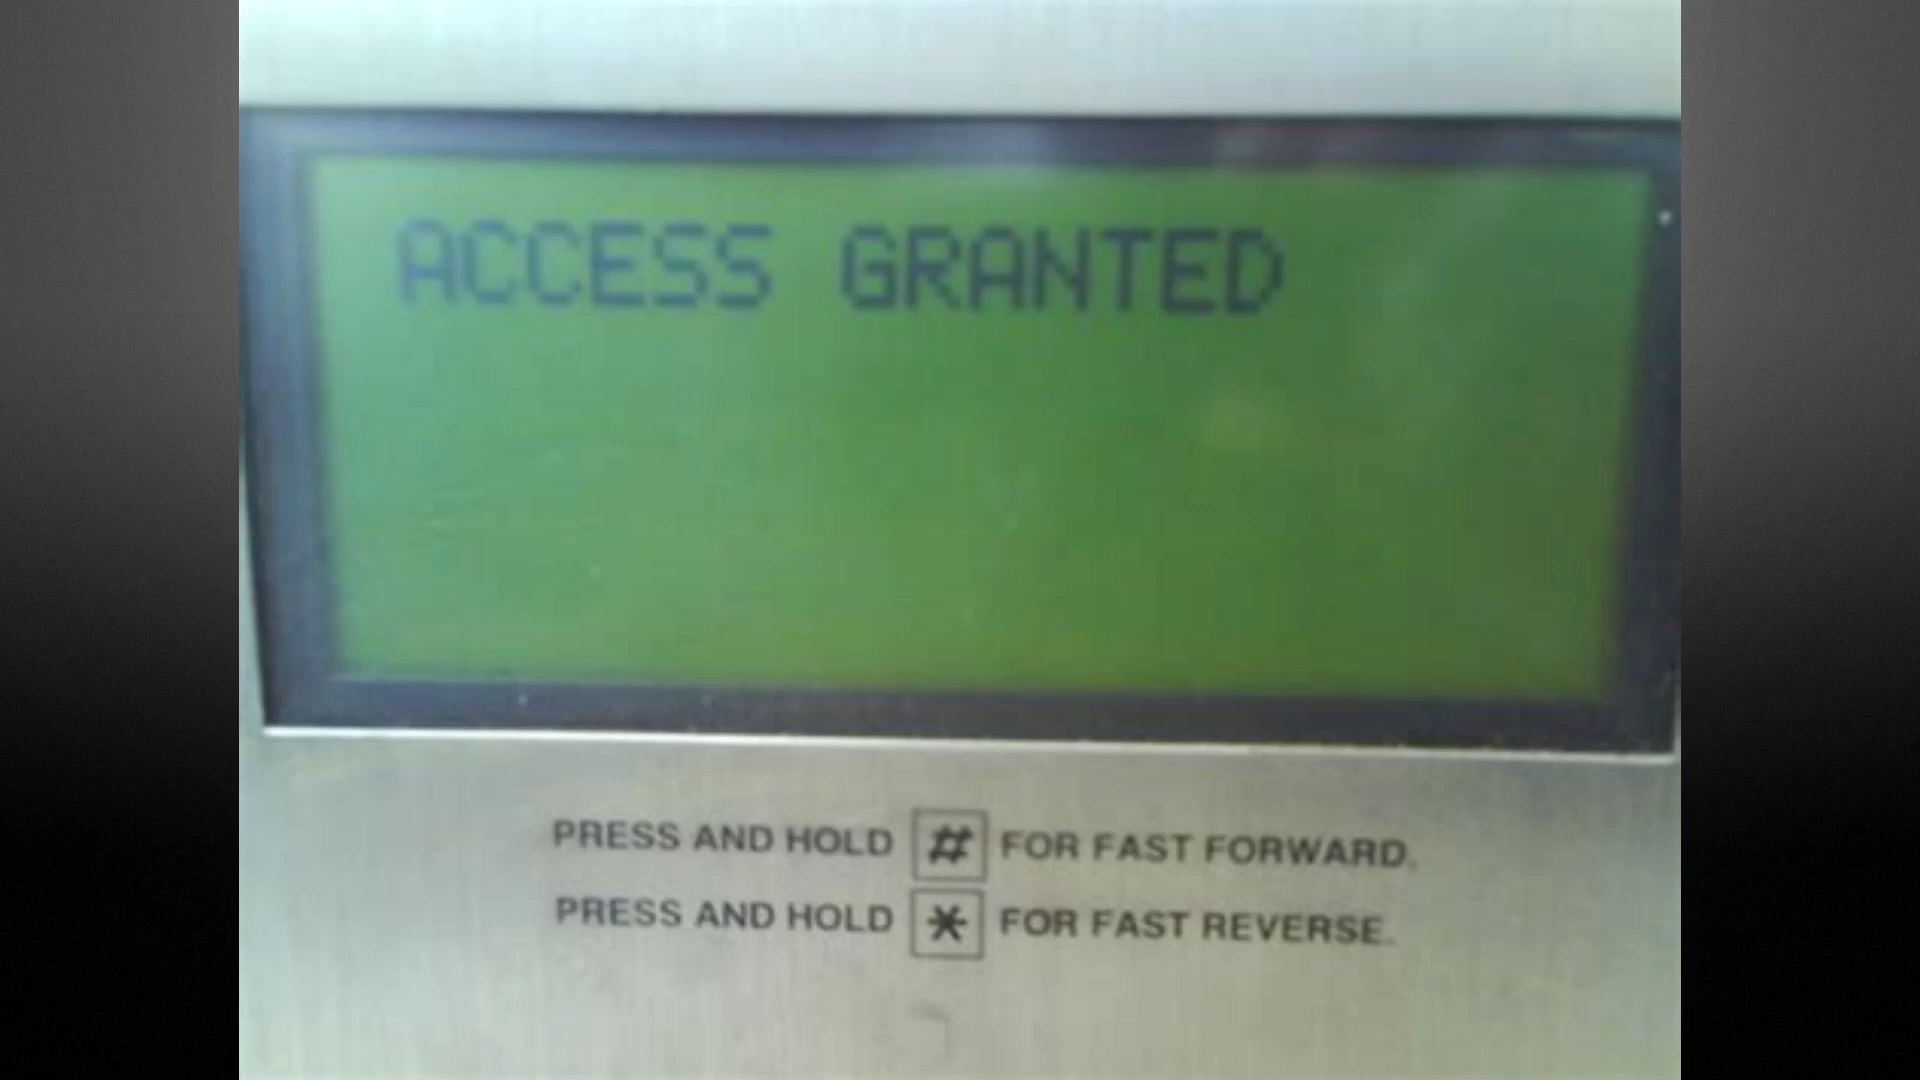 ACCESS GRANTED
PRESS AND HOLD # FOR FAST FORWARD.
PRESS AND HOLD * FOR FAST REVERSE.